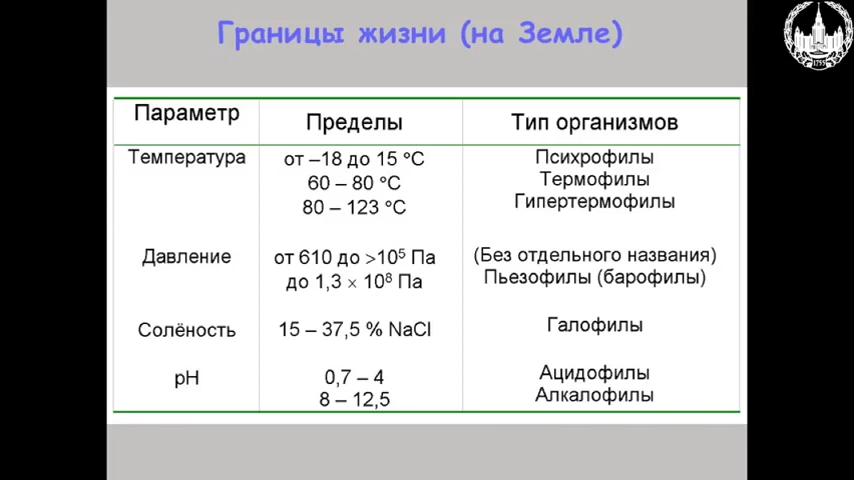 Границы жизни (на Земле)
Параметр Пределы Тип организмов
Температура от –18 до 15 °C Психрофилы
60 – 80 °C Термофилы
80 – 123 °C Гипертермофилы
Давление от 610 до >10⁵ Па (Без отдельного названия)
до 1,3 × 10⁸ Па Пьезофилы (барофилы)
Солёность 15 – 37,5 % NaCl Галофилы
pH 0,7 – 4 Ацидофилы
8 – 12,5 Алкалофилы
1755